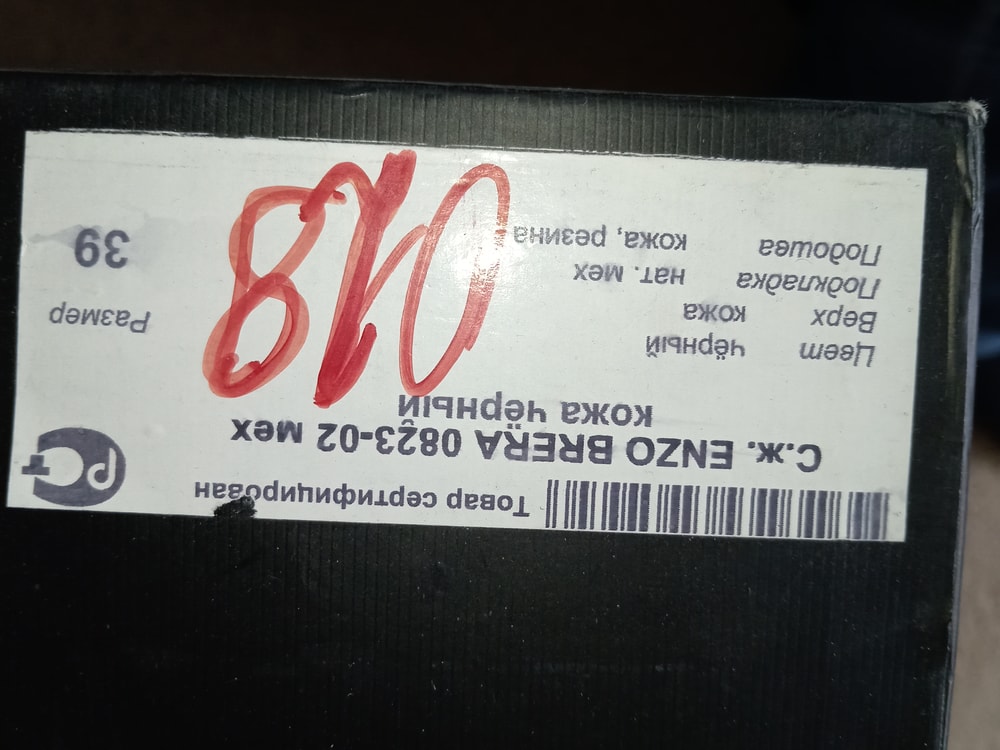 Товар сертифицирован
РСТ
С.ж. ENZO BRERA 0823-02 мех
кожа чёрный
Цвет чёрный
Верх кожа
Подкладка нат. мех
Подошва кожа, резина
Размер
39